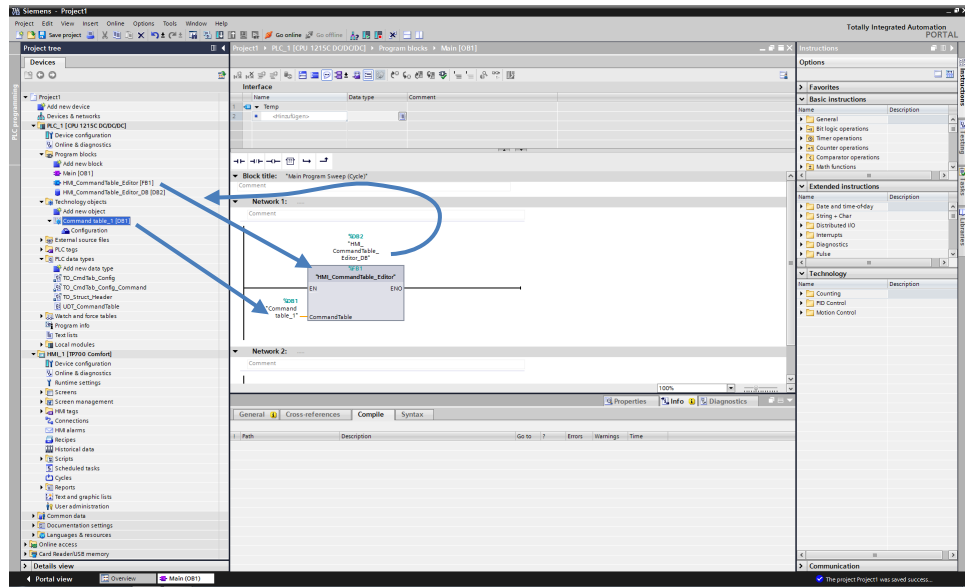 Siemens - Project1
Project Edit View Insert Online Options Tools Window Help
Save project
Go online
Go offline
Totally Integrated Automation
PORTAL
Project tree
Devices
PLC programming
Project1
Add new device
Devices & networks
PLC_1 [CPU 1215C DC/DC/DC]
Device configuration
Online & diagnostics
Program blocks
Add new block
Main [OB1]
HMI_CommandTable_Editor [FB1]
HMI_CommandTable_Editor_DB [DB2]
Technology objects
Add new object
Command table_1 [DB1]
Configuration
External source files
PLC tags
PLC data types
Add new data type
TO_CmdTab_Config
TO_CmdTab_Config_Command
TO_Struct_Header
UDT_CommandTable
Watch and force tables
Program info
Text lists
Local modules
HMI_1 [TP700 Comfort]
Device configuration
Online & diagnostics
Runtime settings
Screens
Screen management
HMI tags
Connections
HMI alarms
Recipes
Historical data
Scripts
Scheduled tasks
Cycles
Reports
Text and graphic lists
User administration
Common data
Documentation settings
Languages & resources
Online access
Card Reader/USB memory
Details view
Portal view
Overview
Main (OB1)
Project1 PLC_1 [CPU 1215C DC/DC/DC] Program blocks Main [OB1]
Interface
Name Data type Comment
1 Temp
2 <Hinzufügen>
Block title: "Main Program Sweep (Cycle)"
Comment
Network 1: ....
Comment
%DB2
"HMI_
CommandTable_
Editor_DB"
%FB1
"HMI_CommandTable_Editor"
EN ENO
%DB1
"Command
table_1"
CommandTable
Network 2: ....
Comment
100%
Properties Info Diagnostics
General Cross-references Compile Syntax
! Path Description Go to ? Errors Warnings Time
Instructions
Options
Favorites
Basic instructions
Name Description
General
Bit logic operations
Timer operations
Counter operations
Comparator operations
Math functions
Extended instructions
Name Description
Date and time-of-day
String + Char
Distributed I/O
Interrupts
Diagnostics
Pulse
Technology
Name Description
Counting
PID Control
Motion Control
Communication
Instructions
Testing
Tasks
Libraries
The project Project1 was saved success...